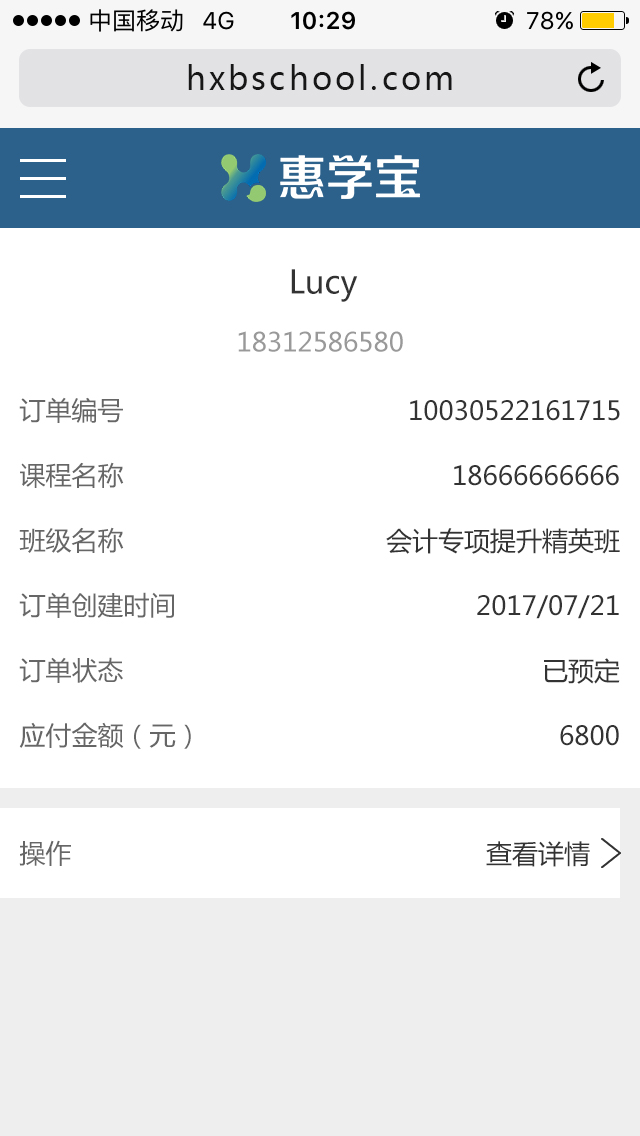 中国移动 4G 10:29 78%
hxbschool.com
惠学宝
Lucy
18312586580
订单编号 10030522161715
课程名称 18666666666
班级名称 会计专项提升精英班
订单创建时间 2017/07/21
订单状态 已预定
应付金额（元） 6800
操作 查看详情